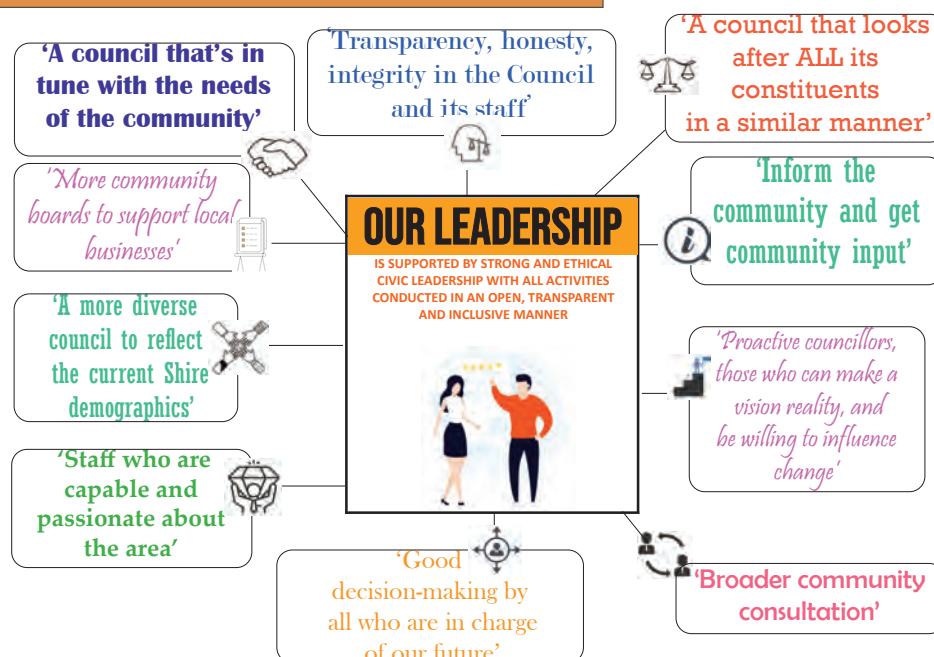 'A council that's in
tune with the needs
of the community'
'Transparency, honesty,
integrity in the Council
and its staff'
'A council that looks
after ALL its
constituents
in a similar manner'
'More community
boards to support local
businesses'
OUR LEADERSHIP
IS SUPPORTED BY STRONG AND ETHICAL
CIVIC LEADERSHIP WITH ALL ACTIVITIES
CONDUCTED IN AN OPEN, TRANSPARENT
AND INCLUSIVE MANNER
'Inform the
community and get
community input'
i
'A more diverse
council to reflect
the current Shire
demographics'
'Proactive councillors,
those who can make a
vision reality, and
be willing to influence
change'
'Staff who are
capable and
passionate about
the area'
'Good
decision-making by
all who are in charge
of our future'
'Broader community
consultation'